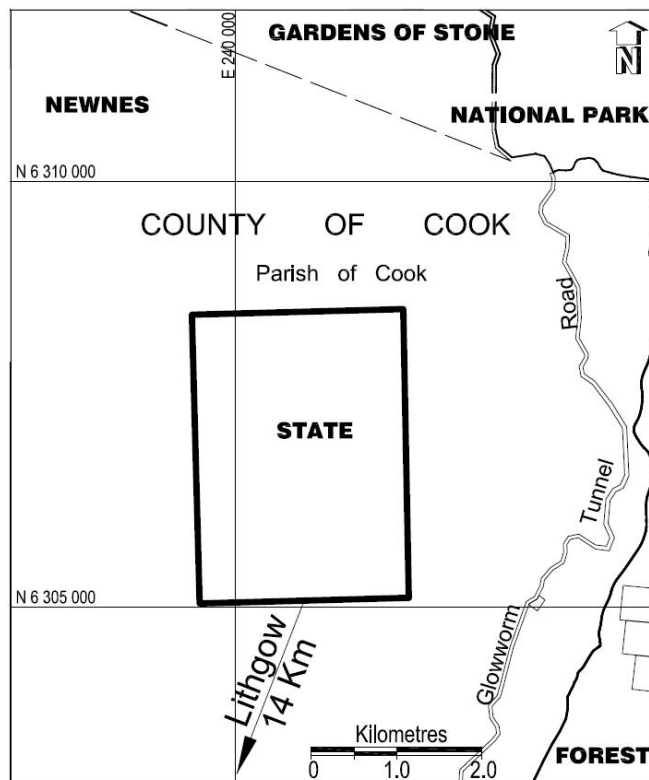 GARDENS OF STONE
N
E 240 000
NEWNES
NATIONAL PARK
N 6 310 000
COUNTY OF COOK
Parish of Cook
Road
STATE
Tunnel
N 6 305 000
Glowworm
Lithgow
14 Km
Kilometres
0 1.0 2.0
FOREST